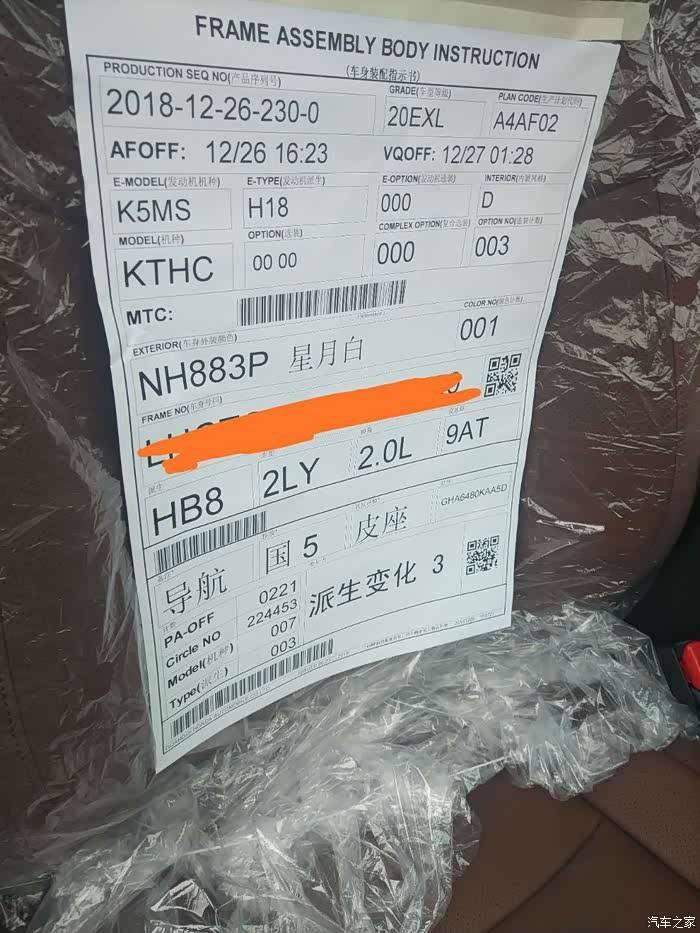 FRAME ASSEMBLY BODY INSTRUCTION
(车身装配指示书)
PRODUCTION SEQ NO(产品序列号) GRADE(车型等级) PLAN CODE(生产计划代码)
2018-12-26-230-0 20EXL A4AF02
AFOFF: 12/26 16:23 VQOFF: 12/27 01:28
E-MODEL(发动机机种) E-TYPE(发动机派生) E-OPTION(发动机选装) INTERIOR(内装风格)
K5MS H18 000 D
MODEL(机种) OPTION(选装) COMPLEX OPTION(复合选装) OPTION NO(选装计数)
KTHC 00 00 000 003
MTC:
EXTERIOR(车身外装颜色) COLOR NO(颜色计数)
NH883P 星月白 001
FRAME NO(车身号码)
派生
HB8 2LY 2.0L 9AT
导航 国5 皮座 GHA6480KAA5D
PA-OFF 0221 派生变化 3
Circle NO 224453
Model(机种) 007
Type(派生) 003
汽车之家